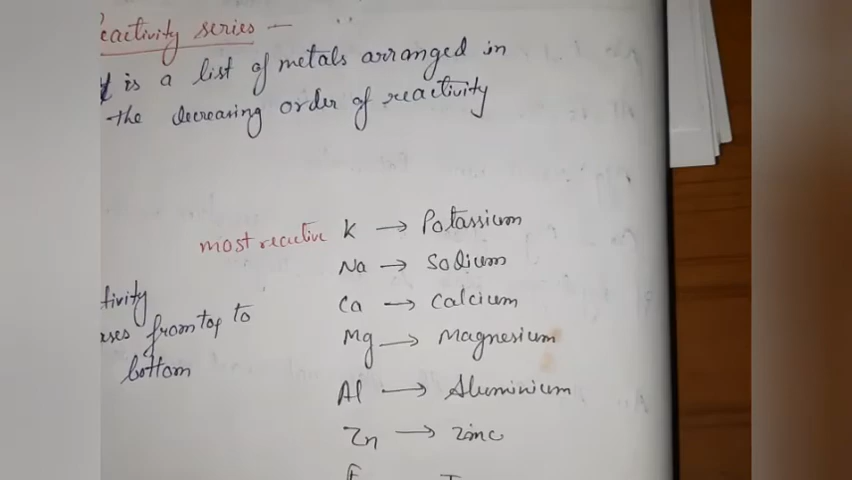 eactivity series —
is a list of metals arranged in
the decreasing order of reactivity
most reactive K → Potassium
Na → Sodium
Ca → Calcium
tivity
ases from top to
bottom
Mg → Magnesium
Al → Aluminium
Zn → Zinc